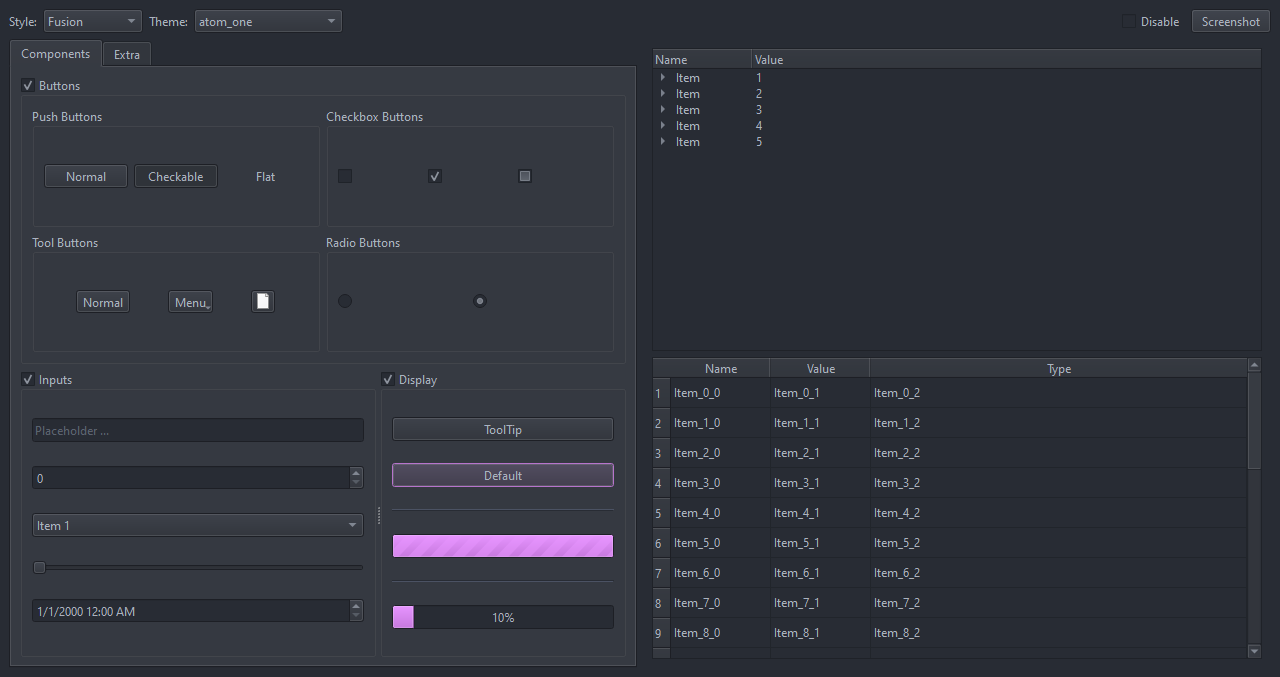 Style: Fusion Theme: atom_one Disable Screenshot
Components Extra
Buttons
Push Buttons Checkbox Buttons
Normal Checkable Flat
Tool Buttons Radio Buttons
Normal Menu
Inputs
Placeholder ...
0
Item 1
1/1/2000 12:00 AM
Display
ToolTip
Default
10%
Name Value
Item 1
Item 2
Item 3
Item 4
Item 5
Name Value Type
1 Item_0_0 Item_0_1 Item_0_2
2 Item_1_0 Item_1_1 Item_1_2
3 Item_2_0 Item_2_1 Item_2_2
4 Item_3_0 Item_3_1 Item_3_2
5 Item_4_0 Item_4_1 Item_4_2
6 Item_5_0 Item_5_1 Item_5_2
7 Item_6_0 Item_6_1 Item_6_2
8 Item_7_0 Item_7_1 Item_7_2
9 Item_8_0 Item_8_1 Item_8_2